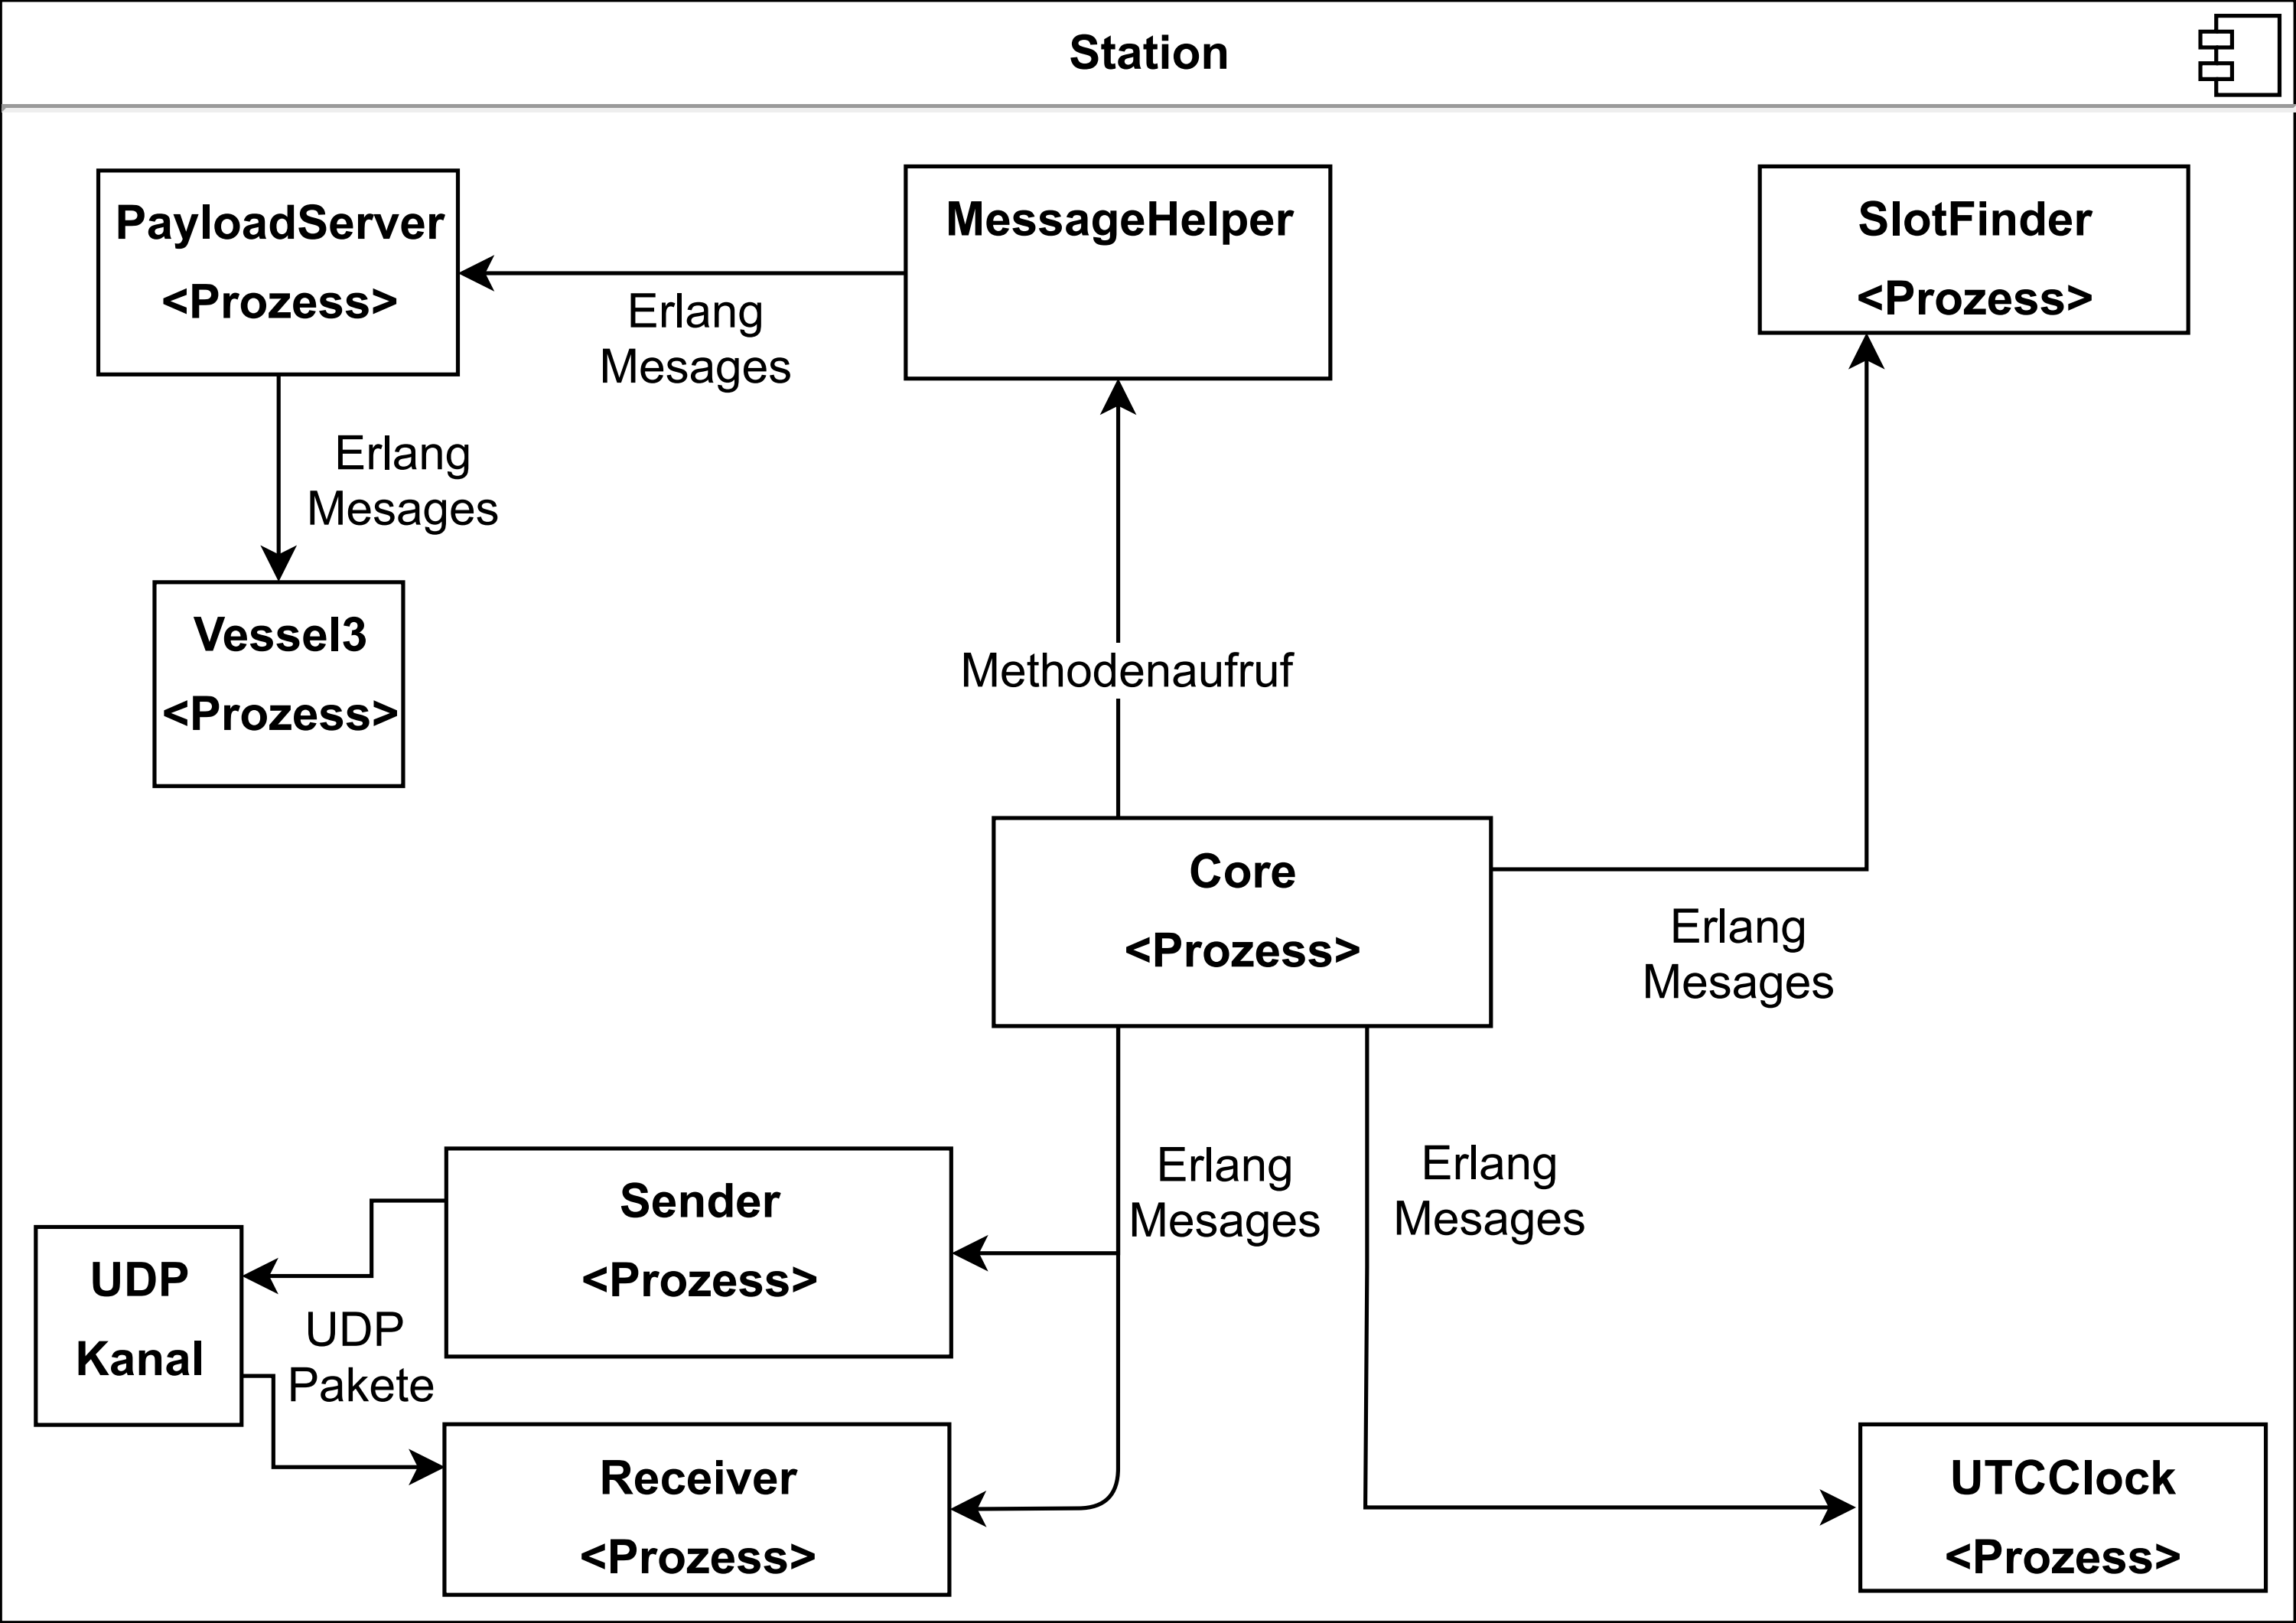 Station
PayloadServer
<Prozess>
MessageHelper
SlotFinder
<Prozess>
Erlang
Mesages
Erlang
Mesages
Vessel3
<Prozess>
Methodenaufruf
Core
<Prozess>
Erlang
Mesages
Sender
<Prozess>
Erlang
Mesages
Erlang
Mesages
UDP
Kanal
UDP
Pakete
Receiver
<Prozess>
UTCClock
<Prozess>